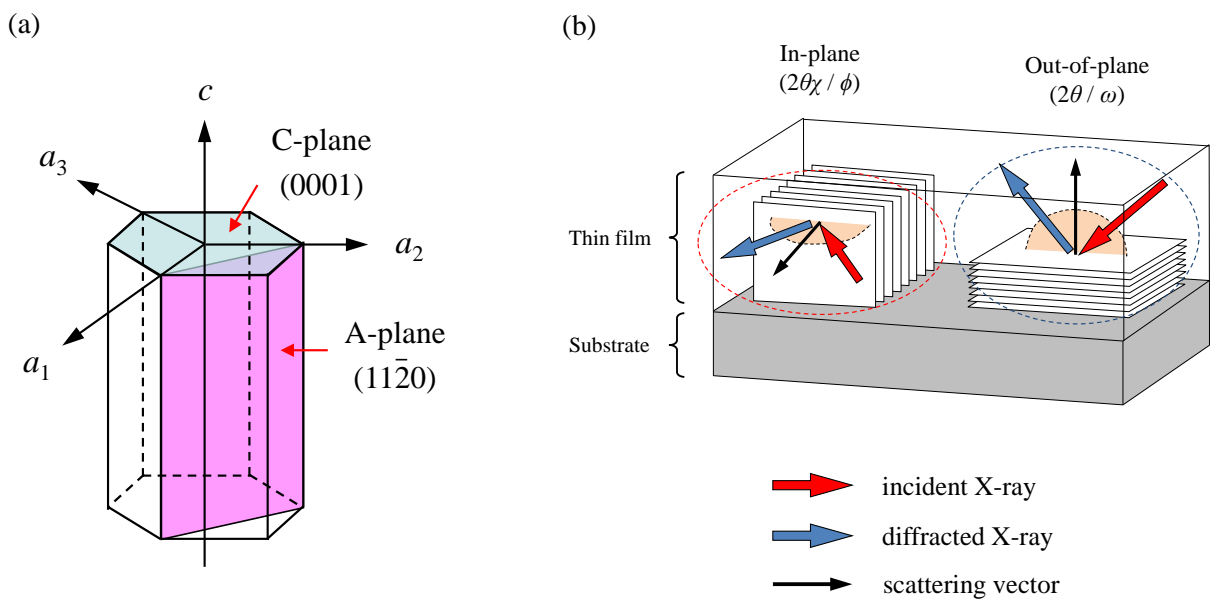 (a)
c
a₃
C-plane
(0001)
a₂
a₁
A-plane
(112̄0)
(b)
In-plane
(2θχ / ϕ)
Out-of-plane
(2θ / ω)
Thin film
Substrate
incident X-ray
diffracted X-ray
scattering vector